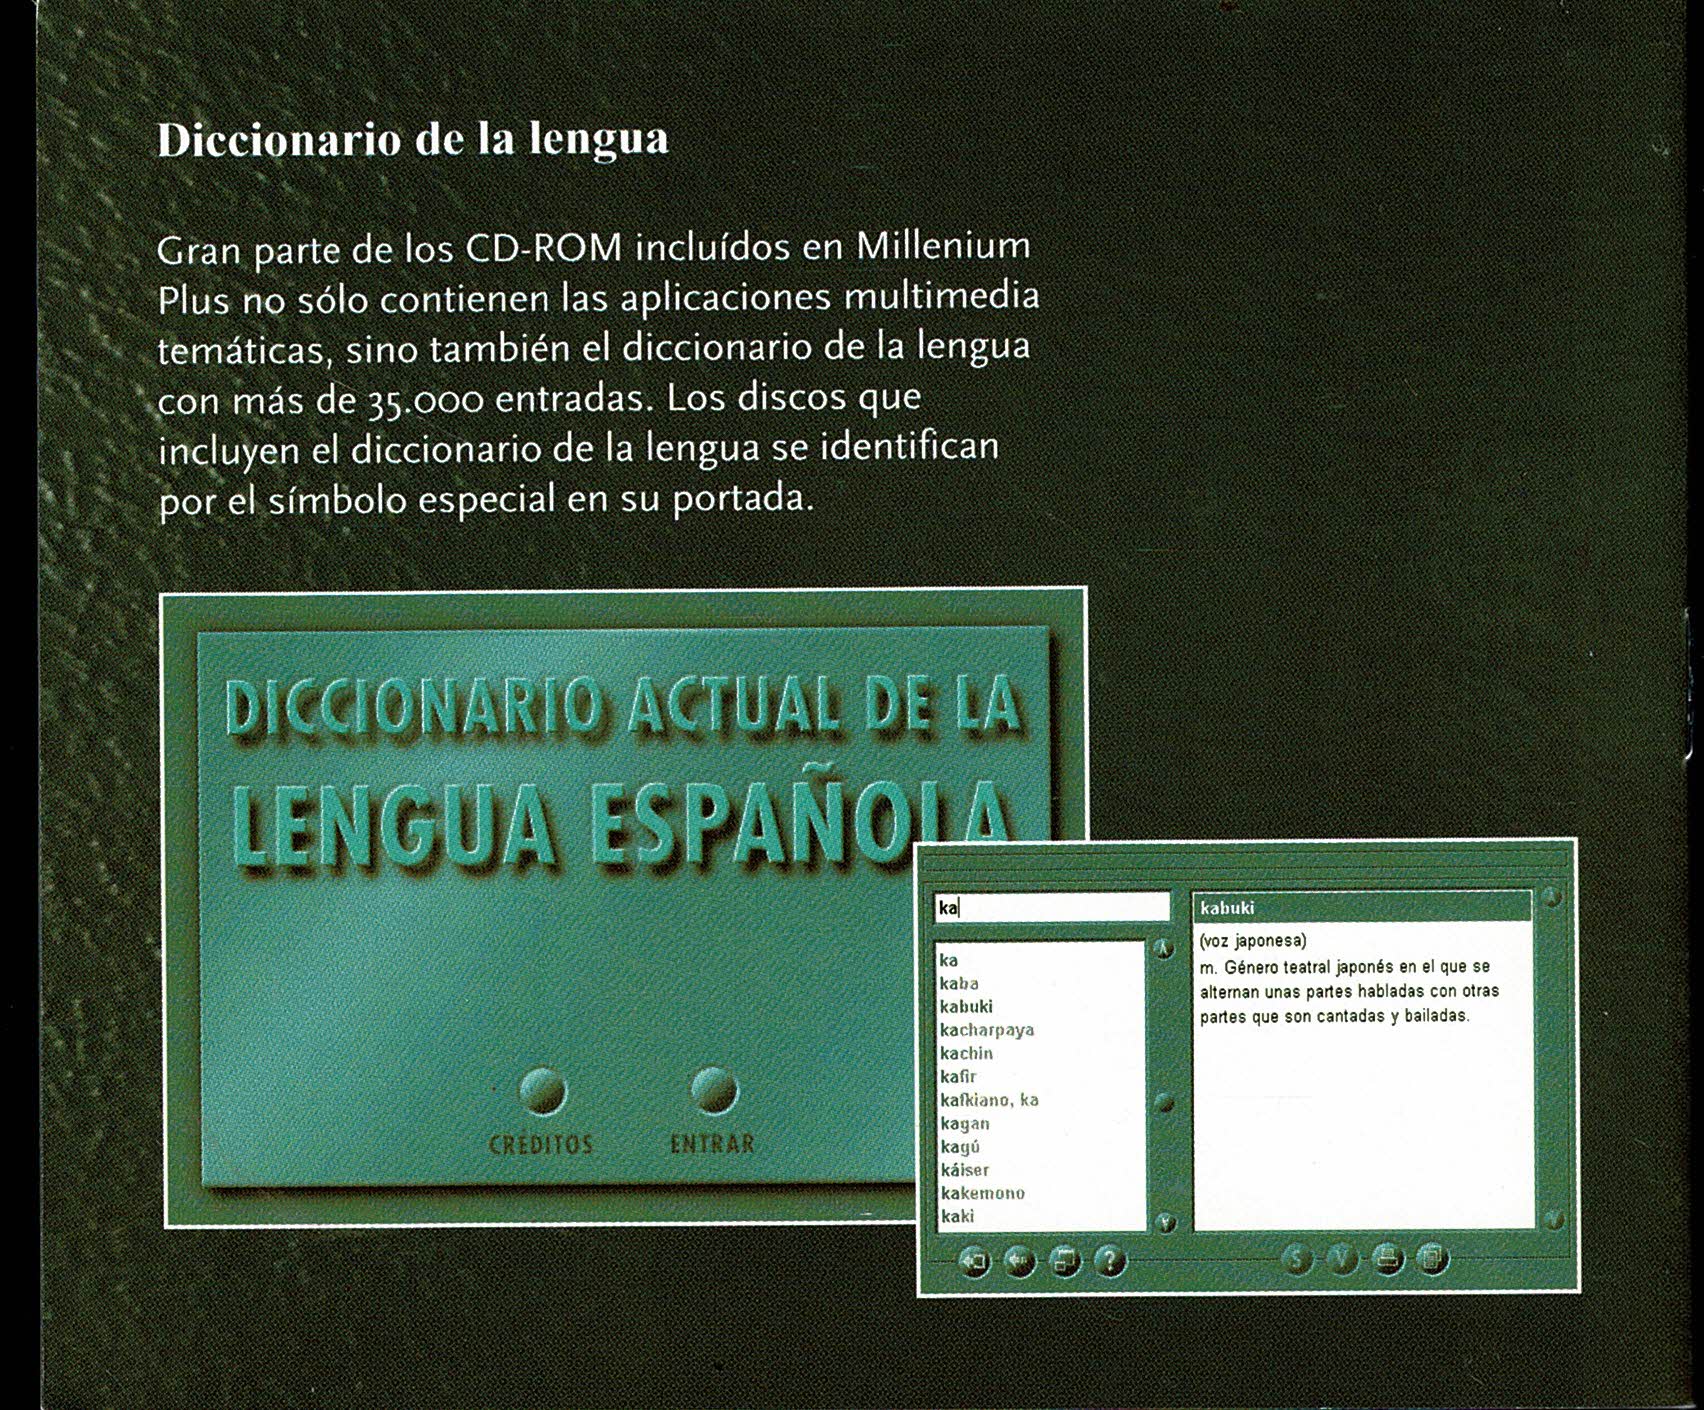 Diccionario de la lengua
Gran parte de los CD-ROM incluídos en Millenium
Plus no sólo contienen las aplicaciones multimedia
temáticas, sino también el diccionario de la lengua
con más de 35.000 entradas. Los discos que
incluyen el diccionario de la lengua se identifican
por el símbolo especial en su portada.
DICCIONARIO ACTUAL DE LA
LENGUA ESPAÑOLA
CRÉDITOS
ENTRAR
ka
ka
kaba
kabuki
kacharpaya
kachin
kafir
kafkiano, ka
kagan
kagú
káiser
kakemono
kaki
?
kabuki
(voz japonesa)
m. Género teatral japonés en el que se
alternan unas partes habladas con otras
partes que son cantadas y bailadas.
S V